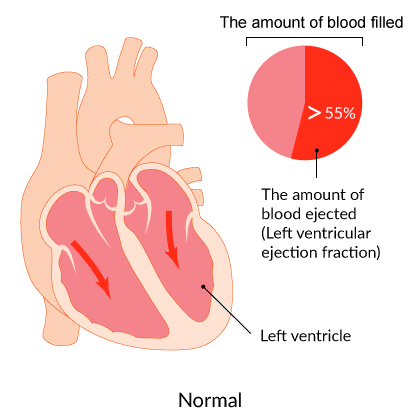 The amount of blood filled
> 55%
The amount of
blood ejected
(Left ventricular
ejection fraction)
Left ventricle
Normal